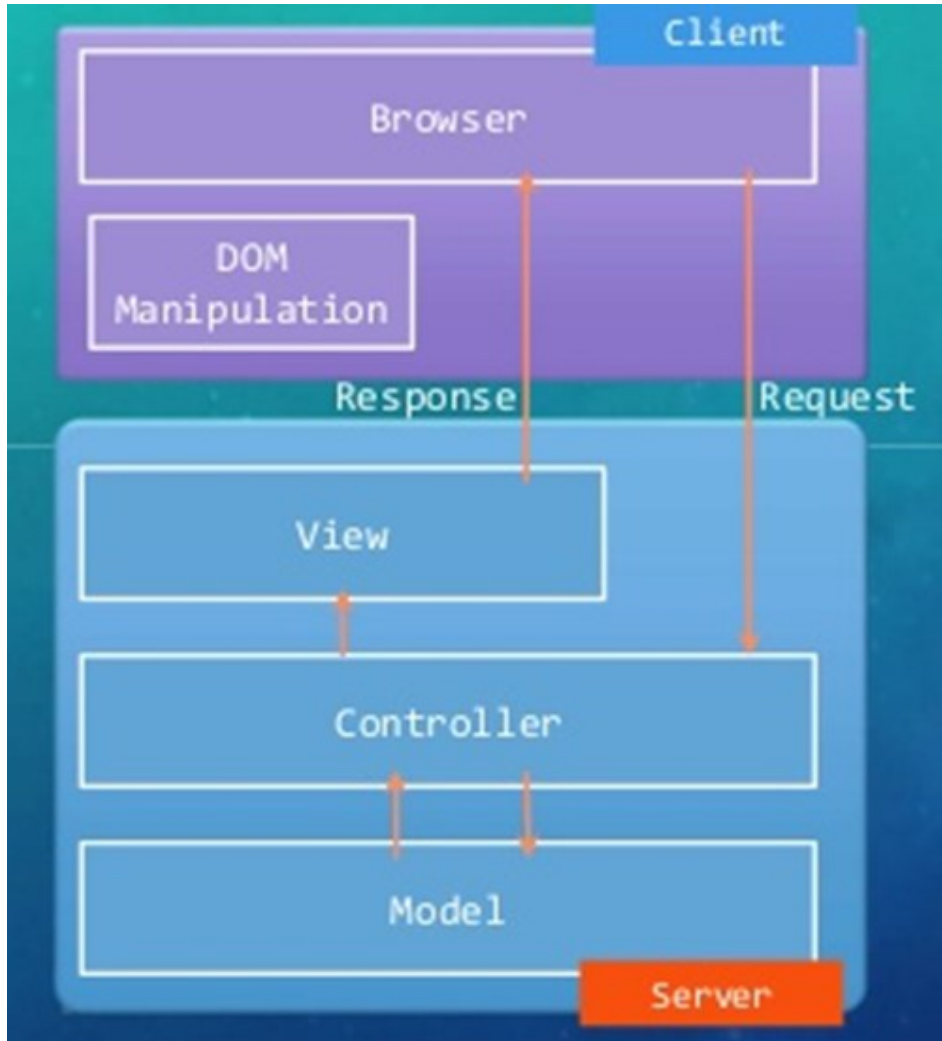 Client
Browser
DOM
Manipulation
Response
Request
View
Controller
Model
Server